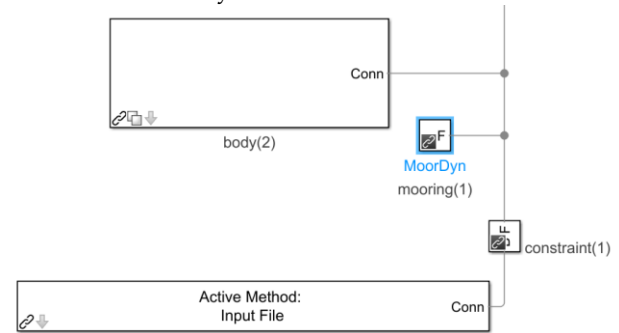 Conn
body(2)
F
MoorDyn
mooring(1)
F
constraint(1)
Active Method:
Input File
Conn